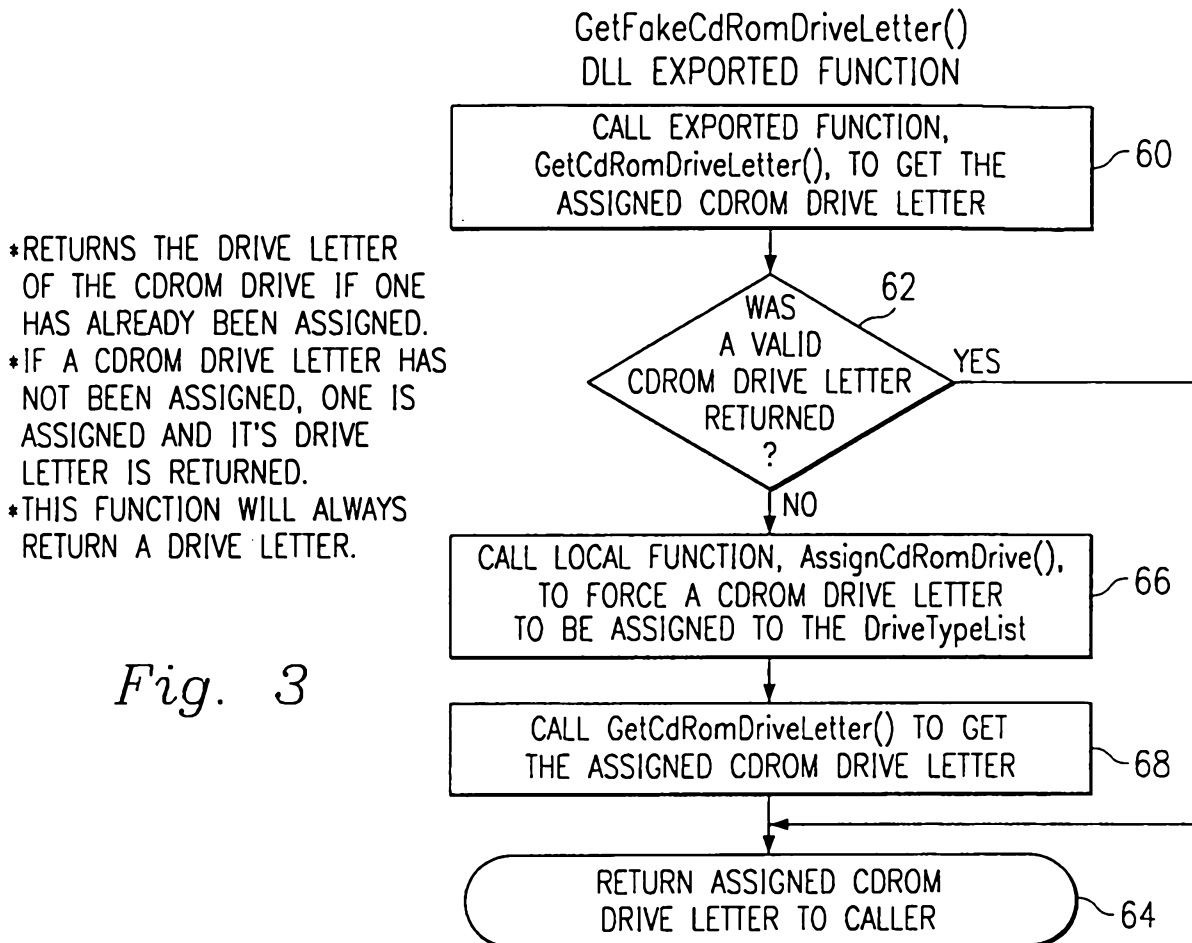 GetFakeCdRomDriveLetter()
DLL EXPORTED FUNCTION
CALL EXPORTED FUNCTION,
GetCdRomDriveLetter(), TO GET THE
ASSIGNED CDROM DRIVE LETTER
60
*RETURNS THE DRIVE LETTER
OF THE CDROM DRIVE IF ONE
HAS ALREADY BEEN ASSIGNED.
*IF A CDROM DRIVE LETTER HAS
NOT BEEN ASSIGNED, ONE IS
ASSIGNED AND IT'S DRIVE
LETTER IS RETURNED.
*THIS FUNCTION WILL ALWAYS
RETURN A DRIVE LETTER.
62
WAS
A VALID
CDROM DRIVE LETTER
RETURNED
?
YES
NO
CALL LOCAL FUNCTION, AssignCdRomDrive(),
TO FORCE A CDROM DRIVE LETTER
TO BE ASSIGNED TO THE DriveTypeList
66
Fig. 3
CALL GetCdRomDriveLetter() TO GET
THE ASSIGNED CDROM DRIVE LETTER
68
RETURN ASSIGNED CDROM
DRIVE LETTER TO CALLER
64